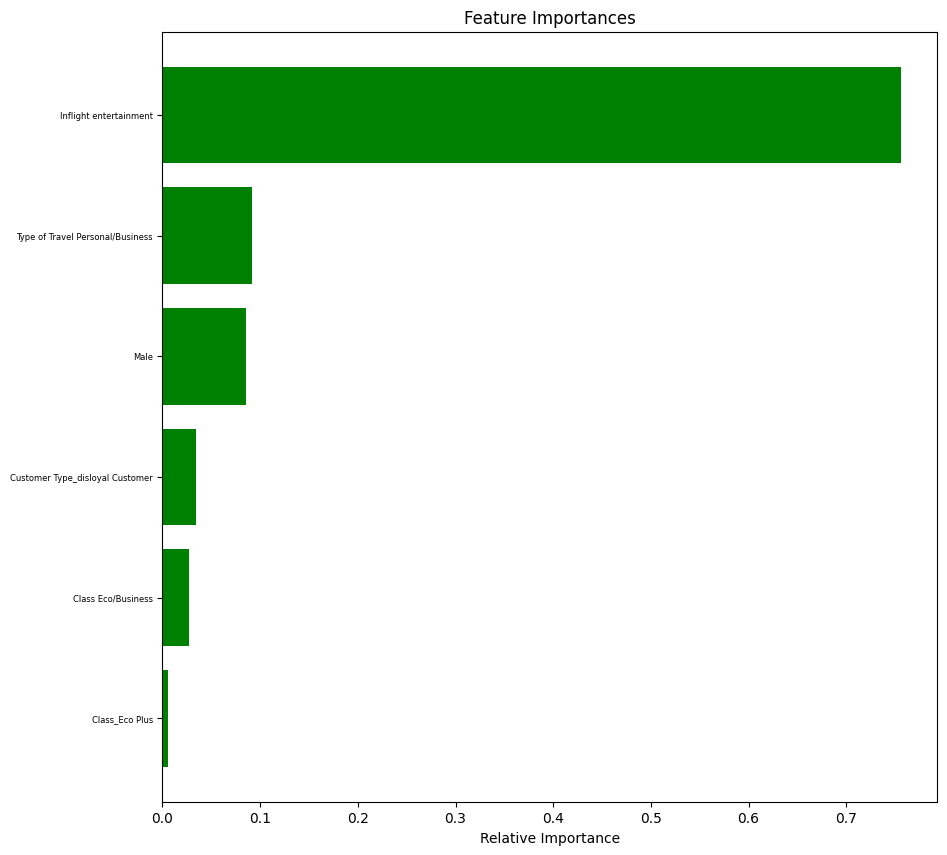 Feature Importances
Inflight entertainment
Type of Travel Personal/Business
Male
Customer Type_disloyal Customer
Class Eco/Business
Class_Eco Plus
0.0 0.1 0.2 0.3 0.4 0.5 0.6 0.7
Relative Importance